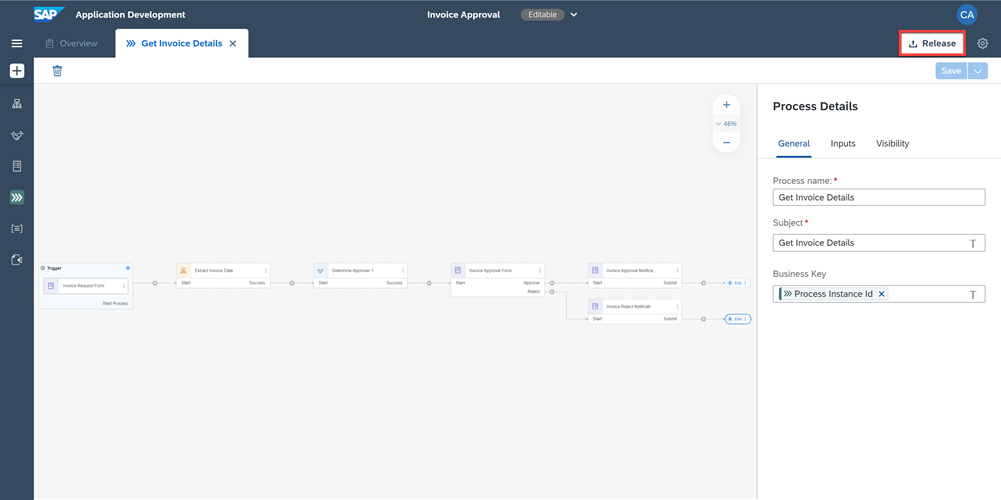 SAP Application Development
Invoice Approval
Editable
CA
Overview
Get Invoice Details
Release
Save
46%
Process Details
General
Inputs
Visibility
Process name:*
Get Invoice Details
Subject*
Get Invoice Details
T
Business Key
Process Instance Id
T
Trigger
Invoice Request Form
Start Process
Extract Invoice Data
Start
Success
Determine Approver 1
Start
Success
Invoice Approval Form
Start
Approve
Reject
Invoice Approval Notifica...
Start
Submit
End
Invoice Reject Notificati...
Start
Submit
End